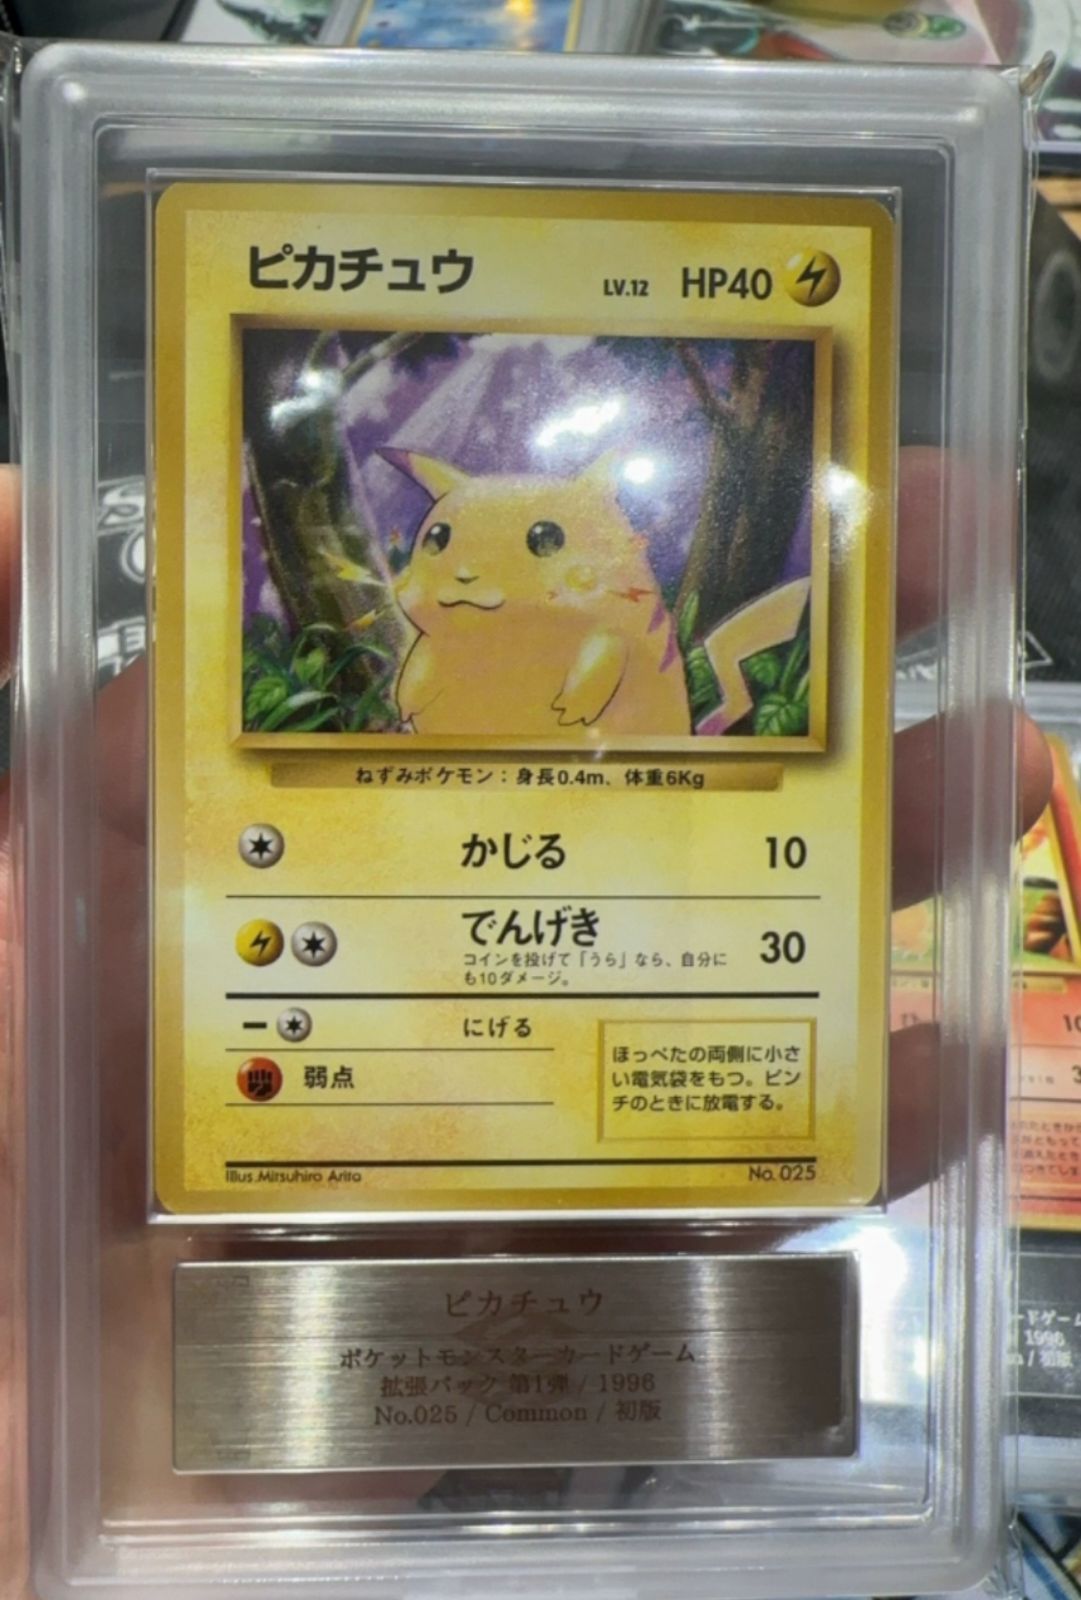 ピカチュウ LV.12 HP40
ねずみポケモン：身長0.4m、体重6Kg
かじる 10
でんげき 30
コインを投げて「うら」なら、自分に
も10ダメージ。
にげる
弱点
ほっぺたの両側に小さ
い電気袋をもつ。ピン
チのときに放電する。
Illus.Mitsuhiro Arita No. 025
ピカチュウ
ポケットモンスターカードゲーム
拡張パック 第1弾 / 1996
No.025 / Common / 初版